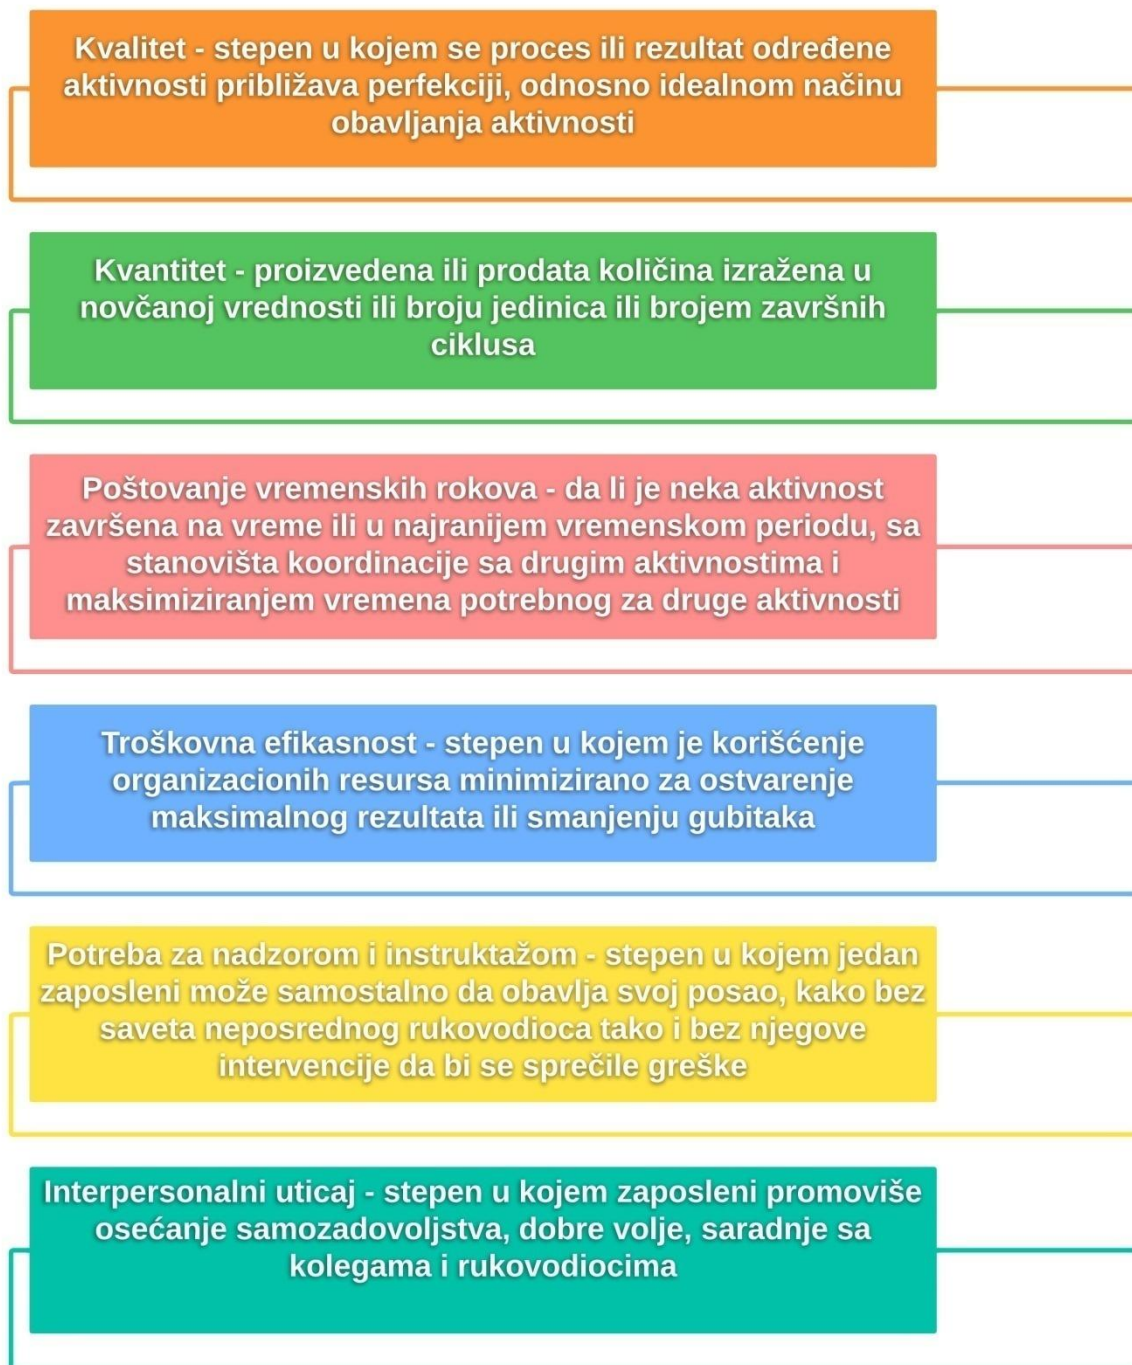 Kvalitet - stepen u kojem se proces ili rezultat određene
aktivnosti približava perfekciji, odnosno idealnom načinu
obavljanja aktivnosti
Kvantitet - proizvedena ili prodata količina izražena u
novčanoj vrednosti ili broju jedinica ili brojem završnih
ciklusa
Poštovanje vremenskih rokova - da li je neka aktivnost
završena na vreme ili u najranijem vremenskom periodu, sa
stanovišta koordinacije sa drugim aktivnostima i
maksimiziranjem vremena potrebnog za druge aktivnosti
Troškovna efikasnost - stepen u kojem je korišćenje
organizacionih resursa minimizirano za ostvarenje
maksimalnog rezultata ili smanjenju gubitaka
Potreba za nadzorom i instruktažom - stepen u kojem jedan
zaposleni može samostalno da obavlja svoj posao, kako bez
saveta neposrednog rukovodioca tako i bez njegove
intervencije da bi se sprečile greške
Interpersonalni uticaj - stepen u kojem zaposleni promoviše
osećanje samozadovoljstva, dobre volje, saradnje sa
kolegama i rukovodiocima